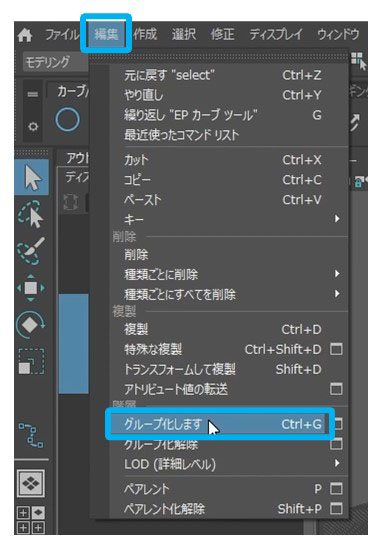 ファイル 編集 作成 選択 修正 ディスプレイ ウィンドウ
モデリング
カーブ/
アウ
ディス
元に戻す "select" Ctrl+Z
やり直し Ctrl+Y
繰り返し "EP カーブ ツール" G
最近使ったコマンド リスト
カット Ctrl+X
コピー Ctrl+C
ペースト Ctrl+V
キー
削除
削除
種類ごとに削除
種類ごとにすべてを削除
複製
複製 Ctrl+D
特殊な複製 Ctrl+Shift+D
トランスフォームして複製 Shift+D
アトリビュート値の転送
階層
グループ化します Ctrl+G
グループ化解除
LOD (詳細レベル)
ペアレント P
ペアレント化解除 Shift+P